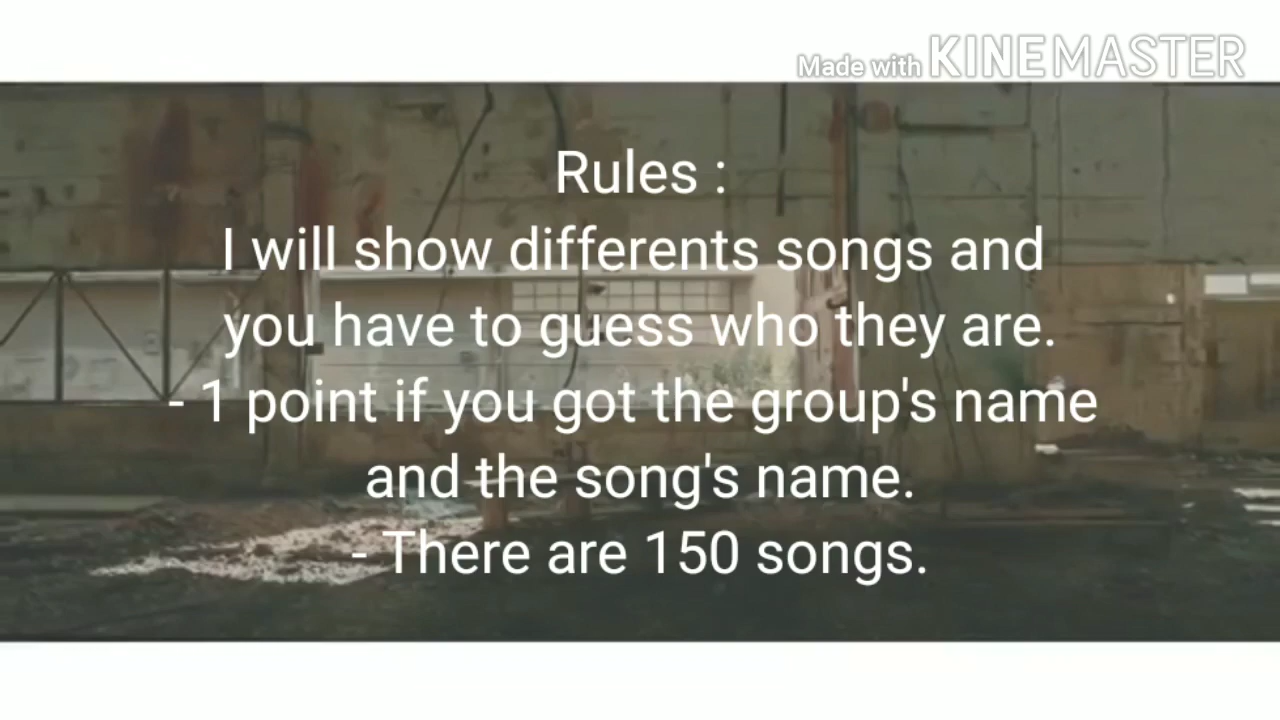 Made with KINEMASTER
Rules :
I will show differents songs and
you have to guess who they are.
- 1 point if you got the group's name
and the song's name.
- There are 150 songs.